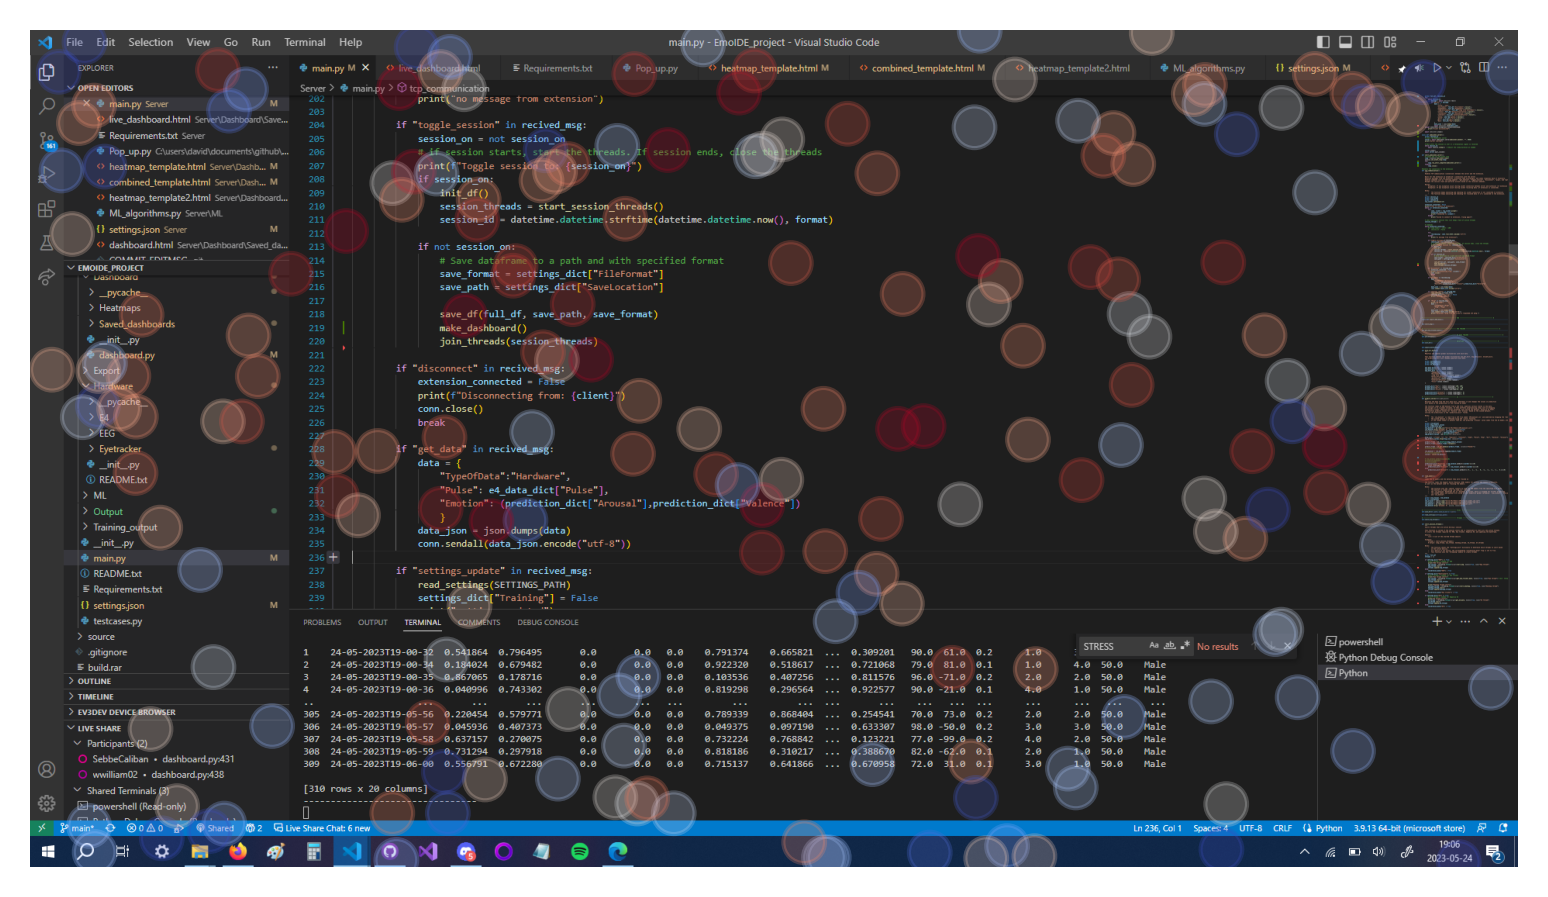 File Edit Selection View Go Run Terminal Help
main.py - EmoIDE_project - Visual Studio Code
EXPLORER
main.py M
live_dashboard.html
Requirements.txt
Pop_up.py
heatmap_template.html M
combined_template.html M
heatmap_template2.html
ML_algorithms.py
settings.json M
Server > main.py > tcp_communication
OPEN EDITORS
main.py Server M
live_dashboard.html Server\Dashboard\Save...
Requirements.txt Server
Pop_up.py C:\users\david\documents\github\...
heatmap_template.html Server\Dashb... M
combined_template.html Server\Dash... M
heatmap_template2.html Server\Dashboard...
ML_algorithms.py Server\ML
settings.json Server M
dashboard.html Server\Dashboard\Saved_da...
COMMIT_EDITMSG .git
EMOIDE_PROJECT
Dashboard
__pycache__
Heatmaps
Saved_dashboards
__init__.py
dashboard.py M
Export
Hardware
__pycache__
E4
EEG
Eyetracker
__init__.py
README.txt
ML
Output
Training_output
__init__.py
main.py M
README.txt
Requirements.txt
settings.json M
testcases.py
source
.gitignore
build.rar
OUTLINE
TIMELINE
EV3DEV DEVICE BROWSER
LIVE SHARE
Participants (2)
SebbeCaliban • dashboard.py:431
wwilliam02 • dashboard.py:438
Shared Terminals (3)
powershell (Read-only)
202 print("no message from extension")
203
204 if "toggle_session" in recived_msg:
205 session_on = not session_on
206 # if session starts, start the threads. If session ends, close the threads
207 print(f"Toggle session to: {session_on}")
208 if session_on:
209 init_df()
210 session_threads = start_session_threads()
211 session_id = datetime.datetime.strftime(datetime.datetime.now(), format)
212
213 if not session_on:
214 # Save dataframe to a path and with specified format
215 save_format = settings_dict["FileFormat"]
216 save_path = settings_dict["SaveLocation"]
217
218 save_df(full_df, save_path, save_format)
219 make_dashboard()
220 join_threads(session_threads)
221
222 if "disconnect" in recived_msg:
223 extension_connected = False
224 print(f"Disconnecting from: {client}")
225 conn.close()
226 break
227
228 if "get_data" in recived_msg:
229 data = {
230 "TypeOfData":"Hardware",
231 "Pulse": e4_data_dict["Pulse"],
232 "Emotion": (prediction_dict["Arousal"],prediction_dict["Valence"])
233 }
234 data_json = json.dumps(data)
235 conn.sendall(data_json.encode("utf-8"))
236
237 if "settings_update" in recived_msg:
238 read_settings(SETTINGS_PATH)
239 settings_dict["Training"] = False
PROBLEMS OUTPUT TERMINAL COMMENTS DEBUG CONSOLE
STRESS
Aa ab .* No results
powershell
Python Debug Console
Python
1 24-05-2023T19-00-32 0.541864 0.796495 0.0 0.0 0.0 0.791374 0.665821 ... 0.309201 90.0 61.0 0.2 1.0
2 24-05-2023T19-00-34 0.184024 0.679482 0.0 0.0 0.0 0.922320 0.518617 ... 0.721068 79.0 81.0 0.1 1.0 4.0 50.0 Male
3 24-05-2023T19-00-35 0.867065 0.178716 0.0 0.0 0.0 0.103536 0.407256 ... 0.811576 96.0 -71.0 0.2 2.0 2.0 50.0 Male
4 24-05-2023T19-00-36 0.040996 0.743302 0.0 0.0 0.0 0.819298 0.296564 ... 0.922577 90.0 -21.0 0.1 4.0 1.0 50.0 Male
.. ... ... ... ... ... ... ... ... ... ... ... ... ... ... ... ... ...
305 24-05-2023T19-05-56 0.220454 0.579771 0.0 0.0 0.0 0.789339 0.868404 ... 0.254541 70.0 73.0 0.2 2.0 2.0 50.0 Male
306 24-05-2023T19-05-57 0.045936 0.407373 0.0 0.0 0.0 0.049375 0.097190 ... 0.633307 98.0 -50.0 0.2 3.0 3.0 50.0 Male
307 24-05-2023T19-05-58 0.637157 0.270075 0.0 0.0 0.0 0.732224 0.768842 ... 0.123221 77.0 -99.0 0.2 4.0 2.0 50.0 Male
308 24-05-2023T19-05-59 0.731294 0.297918 0.0 0.0 0.0 0.818186 0.310217 ... 0.388670 82.0 -62.0 0.1 2.0 1.0 50.0 Male
309 24-05-2023T19-06-00 0.556791 0.672280 0.0 0.0 0.0 0.715137 0.641866 ... 0.670958 72.0 31.0 0.1 3.0 1.0 50.0 Male
[310 rows x 20 columns]
main* 0 0 Shared 2 Live Share Chat: 6 new
Ln 236, Col 1 Spaces: 4 UTF-8 CRLF Python 3.9.13 64-bit (microsoft store)
19:06
2023-05-24
2